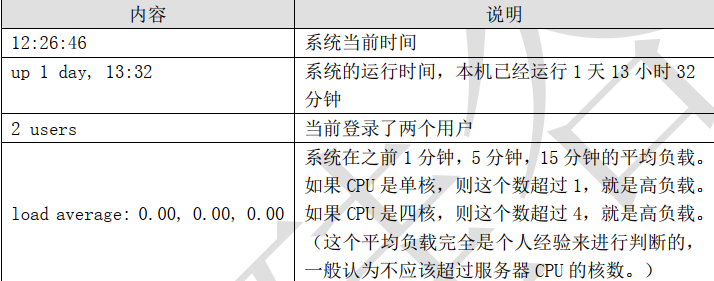 内容 说明
12:26:46 系统当前时间
up 1 day, 13:32 系统的运行时间，本机已经运行 1 天 13 小时 32
分钟
2 users 当前登录了两个用户
load average: 0.00, 0.00, 0.00 系统在之前 1 分钟，5 分钟，15 分钟的平均负载。
如果 CPU 是单核，则这个数超过 1，就是高负载。
如果 CPU 是四核，则这个数超过 4，就是高负载。
（这个平均负载完全是个人经验来进行判断的，
一般认为不应该超过服务器 CPU 的核数。）